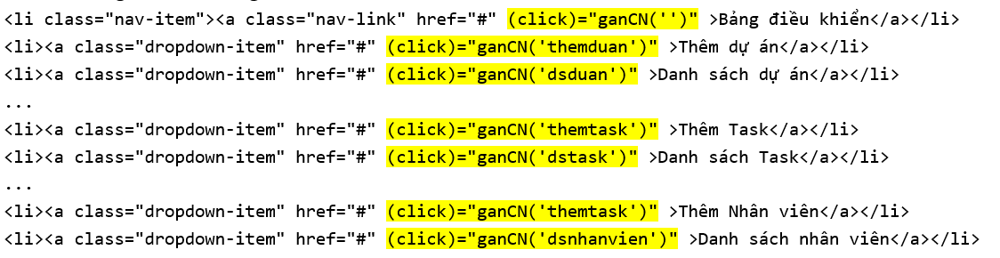 <li class="nav-item"><a class="nav-link" href="#" (click)="ganCN('')" >Bảng điều khiển</a></li>
<li><a class="dropdown-item" href="#" (click)="ganCN('themduan')" >Thêm dự án</a></li>
<li><a class="dropdown-item" href="#" (click)="ganCN('dsduan')" >Danh sách dự án</a></li>
...
<li><a class="dropdown-item" href="#" (click)="ganCN('themtask')" >Thêm Task</a></li>
<li><a class="dropdown-item" href="#" (click)="ganCN('dstask')" >Danh sách Task</a></li>
...
<li><a class="dropdown-item" href="#" (click)="ganCN('themtask')" >Thêm Nhân viên</a></li>
<li><a class="dropdown-item" href="#" (click)="ganCN('dsnhanvien')" >Danh sách nhân viên</a></li>